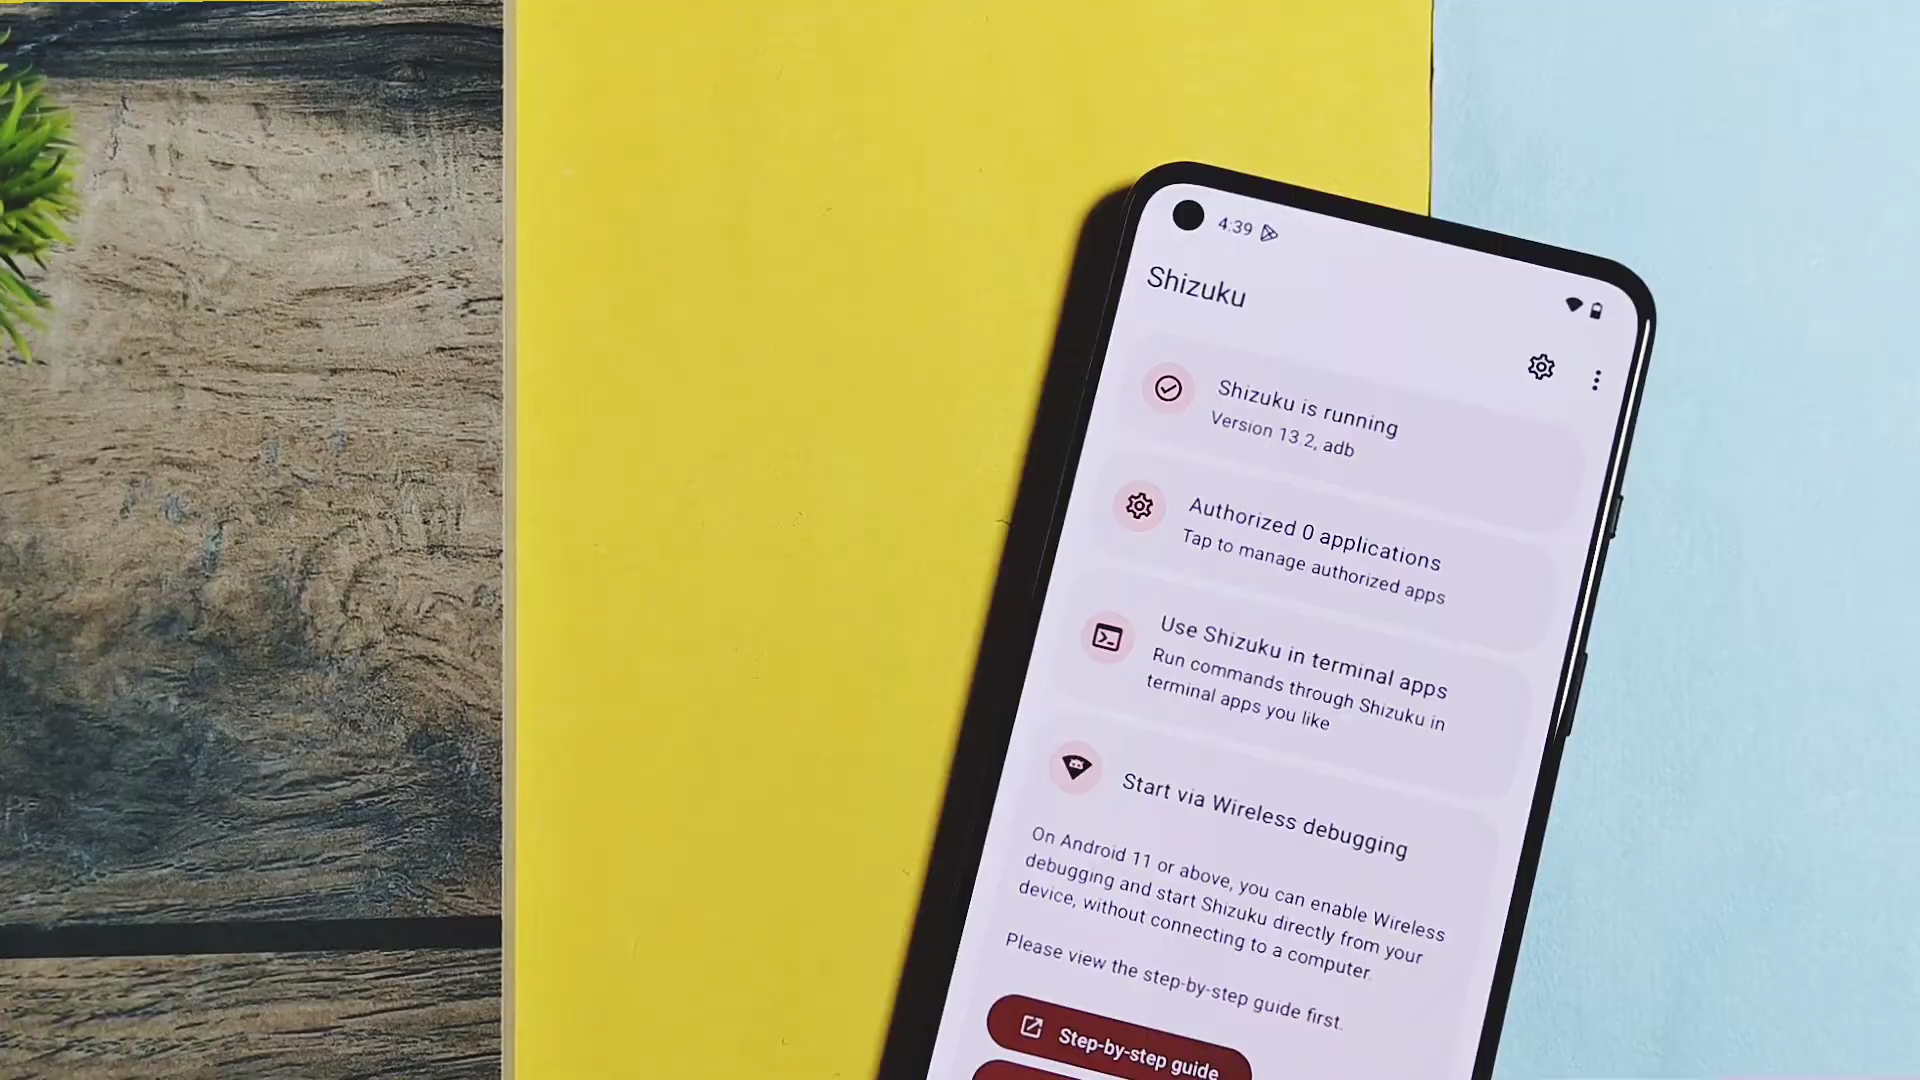 4:39
Shizuku
Shizuku is running
Version 13 2, adb
Authorized 0 applications
Tap to manage authorized apps
Use Shizuku in terminal apps
Run commands through Shizuku in
terminal apps you like
Start via Wireless debugging
On Android 11 or above, you can enable Wireless
debugging and start Shizuku directly from your
device, without connecting to a computer.
Please view the step-by-step guide first.
Step-by-step guide